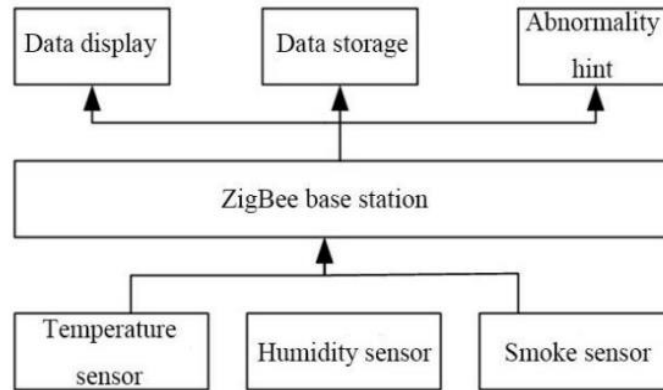 Data display
Data storage
Abnormality
hint
ZigBee base station
Temperature
sensor
Humidity sensor
Smoke sensor